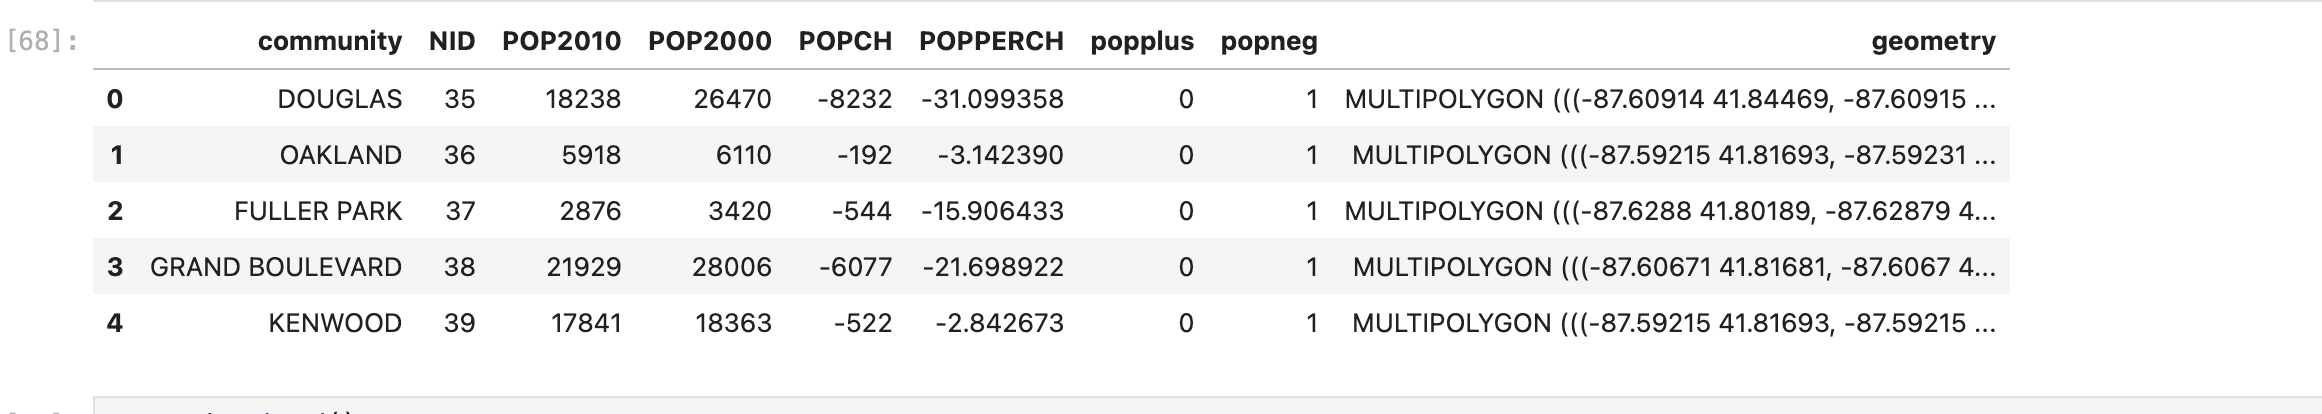 [68]: community NID POP2010 POP2000 POPCH POPPERCH popplus popneg geometry
0 DOUGLAS 35 18238 26470 -8232 -31.099358 0 1 MULTIPOLYGON (((-87.60914 41.84469, -87.60915 ...
1 OAKLAND 36 5918 6110 -192 -3.142390 0 1 MULTIPOLYGON (((-87.59215 41.81693, -87.59231 ...
2 FULLER PARK 37 2876 3420 -544 -15.906433 0 1 MULTIPOLYGON (((-87.6288 41.80189, -87.62879 4...
3 GRAND BOULEVARD 38 21929 28006 -6077 -21.698922 0 1 MULTIPOLYGON (((-87.60671 41.81681, -87.6067 4...
4 KENWOOD 39 17841 18363 -522 -2.842673 0 1 MULTIPOLYGON (((-87.59215 41.81693, -87.59215 ...